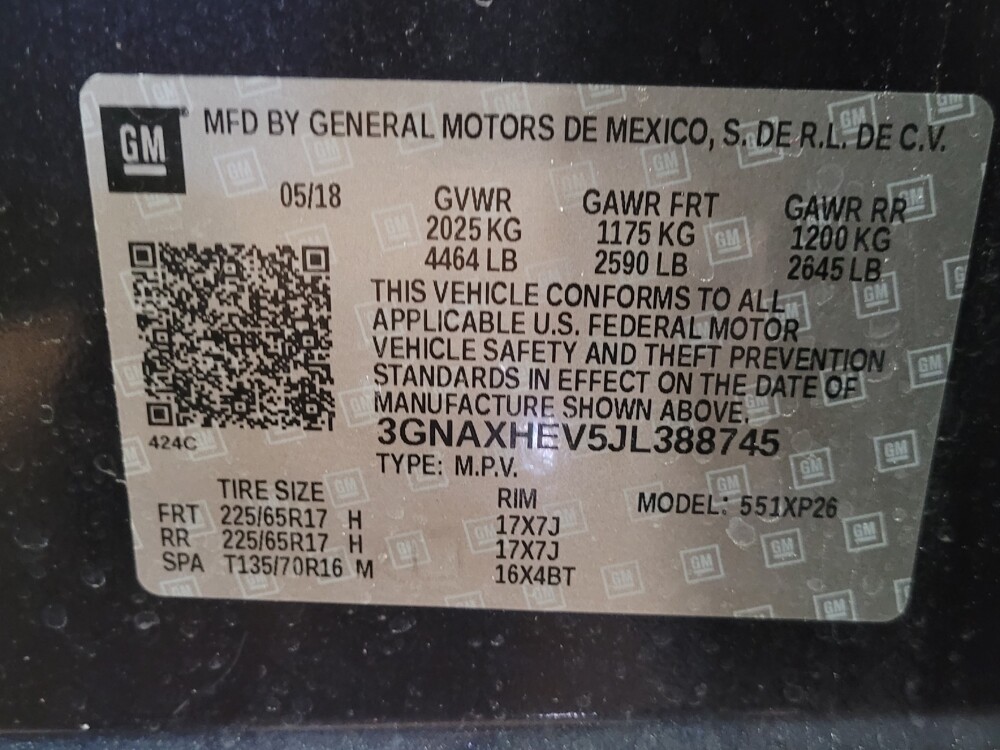 GM® MFD BY GENERAL MOTORS DE MEXICO, S. DE R.L. DE C.V.
05/18 GVWR GAWR FRT GAWR RR
2025 KG 1175 KG 1200 KG
4464 LB 2590 LB 2645 LB
THIS VEHICLE CONFORMS TO ALL
APPLICABLE U.S. FEDERAL MOTOR
VEHICLE SAFETY AND THEFT PREVENTION
STANDARDS IN EFFECT ON THE DATE OF
MANUFACTURE SHOWN ABOVE.
424C 3GNAXHEV5JL388745
TYPE: M.P.V.
TIRE SIZE RIM MODEL: 551XP26
FRT 225/65R17 H 17X7J
RR 225/65R17 H 17X7J
SPA T135/70R16 M 16X4BT